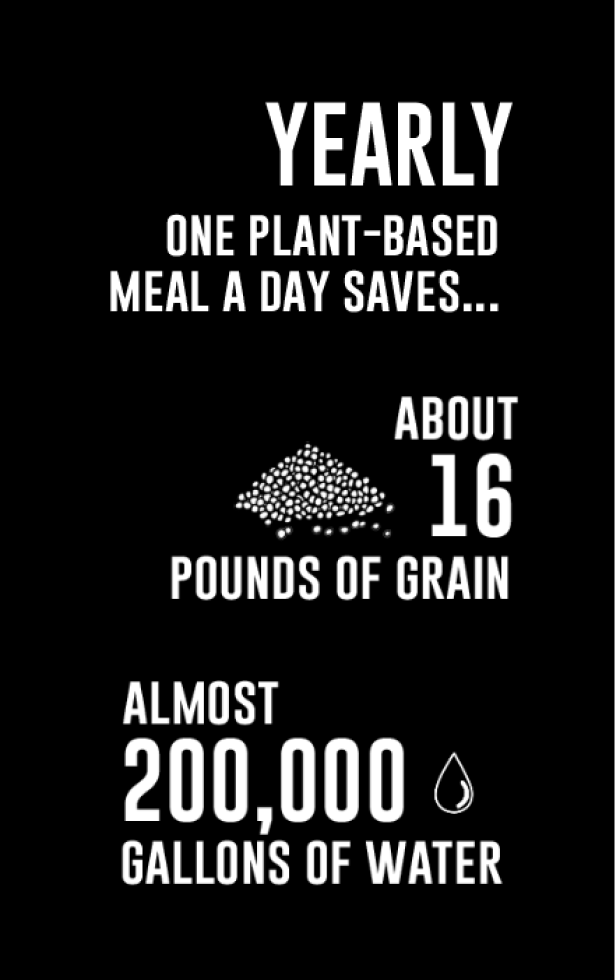 YEARLY
ONE PLANT-BASED
MEAL A DAY SAVES...
ABOUT
16
POUNDS OF GRAIN
ALMOST
200,000
GALLONS OF WATER